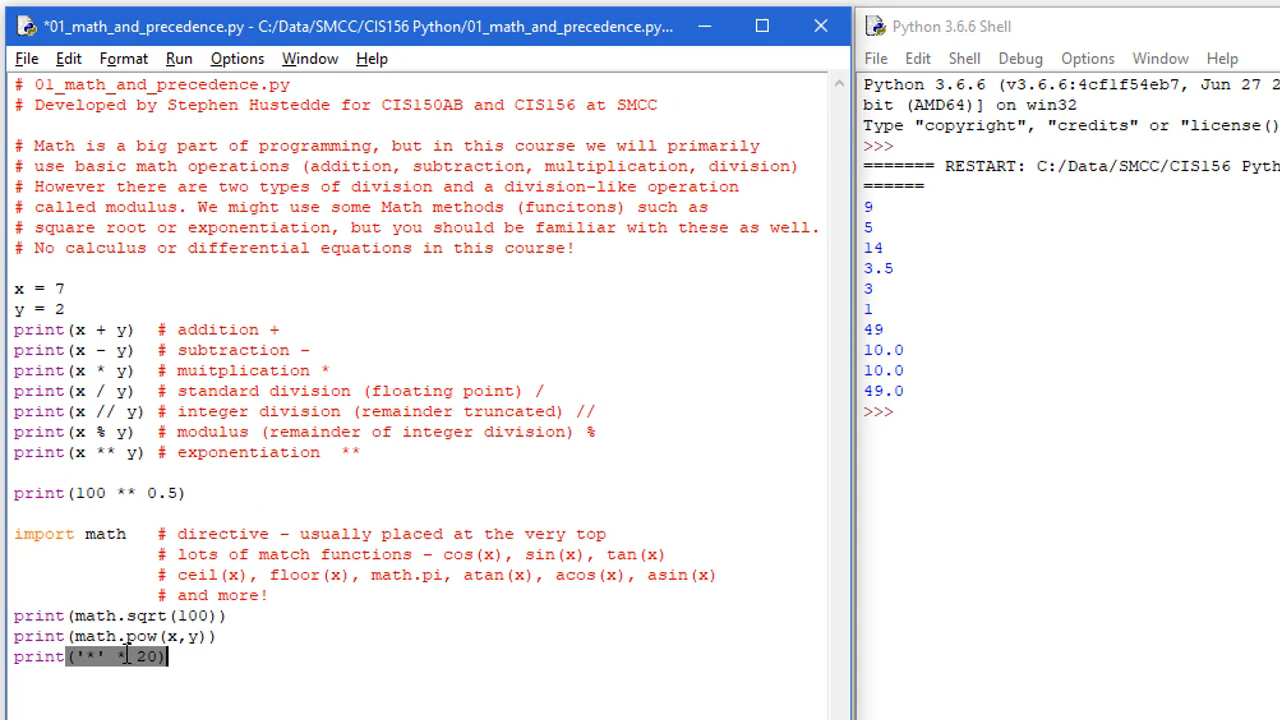 *01_math_and_precedence.py - C:/Data/SMCC/CIS156 Python/01_math_and_precedence.py...
File Edit Format Run Options Window Help
# 01_math_and_precedence.py
# Developed by Stephen Hustedde for CIS150AB and CIS156 at SMCC
# Math is a big part of programming, but in this course we will primarily
# use basic math operations (addition, subtraction, multiplication, division)
# However there are two types of division and a division-like operation
# called modulus. We might use some Math methods (funcitons) such as
# square root or exponentiation, but you should be familiar with these as well.
# No calculus or differential equations in this course!
x = 7
y = 2
print(x + y)  # addition +
print(x - y)  # subtraction -
print(x * y)  # muitplication *
print(x / y)  # standard division (floating point) /
print(x // y) # integer division (remainder truncated) //
print(x % y)  # modulus (remainder of integer division) %
print(x ** y) # exponentiation  **
print(100 ** 0.5)
import math   # directive - usually placed at the very top
# lots of match functions - cos(x), sin(x), tan(x)
# ceil(x), floor(x), math.pi, atan(x), acos(x), asin(x)
# and more!
print(math.sqrt(100))
print(math.pow(x,y))
print('*' * 20)
Python 3.6.6 Shell
File Edit Shell Debug Options Window Help
Python 3.6.6 (v3.6.6:4cf1f54eb7, Jun 27 2
bit (AMD64)] on win32
Type "copyright", "credits" or "license()
>>>
======= RESTART: C:/Data/SMCC/CIS156 Pyth
======
9
5
14
3.5
3
1
49
10.0
10.0
49.0
>>>